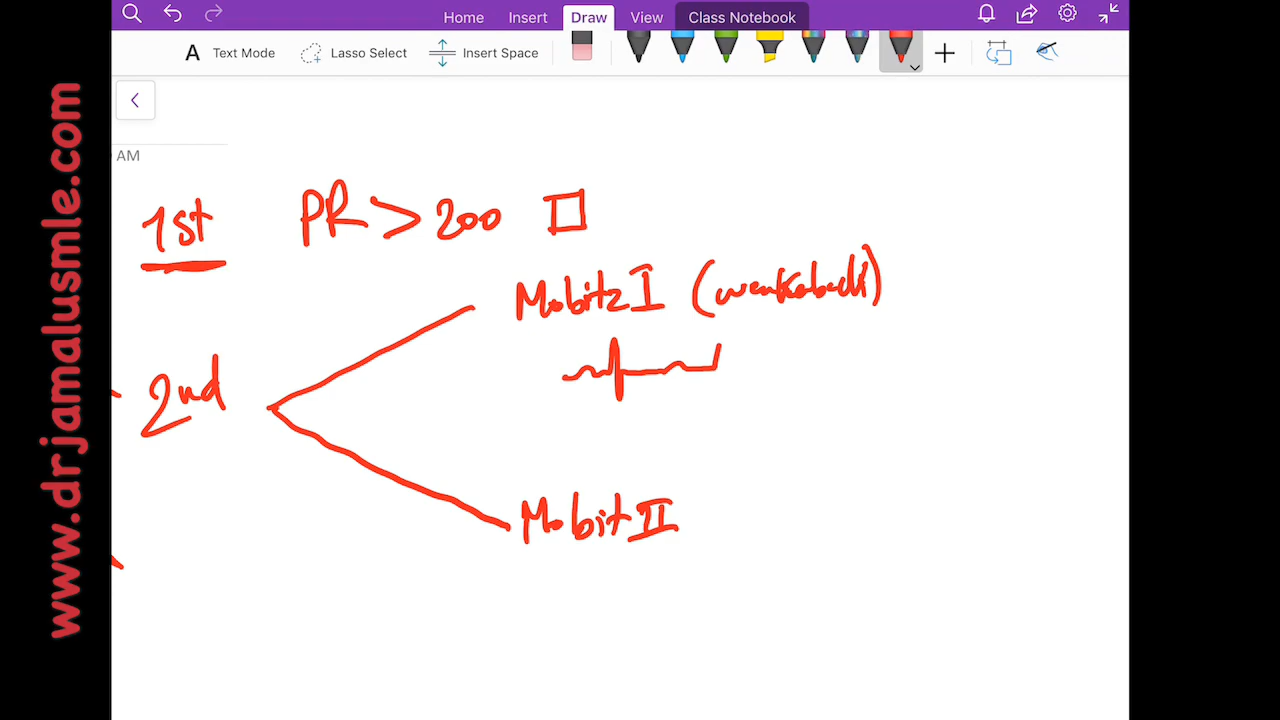 Home Insert Draw View Class Notebook
A Text Mode Lasso Select Insert Space
AM
1st PR > 200
Mobitz I (wenkebach)
2nd
Mobit II
www.drjamalusmle.com